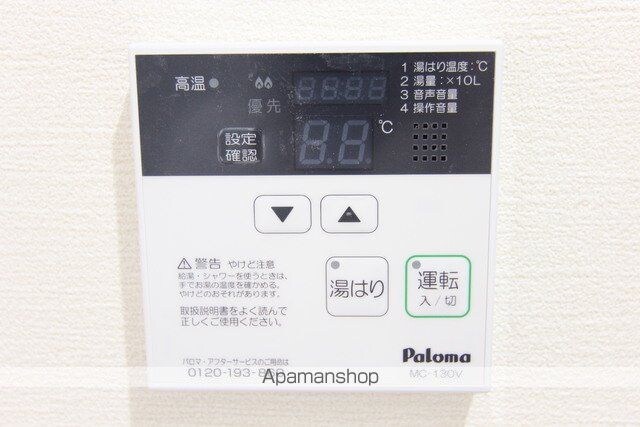 高温
優先
1 湯はり温度:℃
2 湯量:×10L
3 音声音量
4 操作音量
8888
88
℃
設定
確認
▼
▲
⚠警告 やけど注意
給湯・シャワーを使うときは、
手でお湯の温度を確かめる。
やけどのおそれがあります。
取扱説明書をよく読んで
正しくご使用ください。
湯はり
運転
入/切
パロマ・アフターサービスのご用命は
0120-193-8
Paloma
MC-130V
Apamanshop